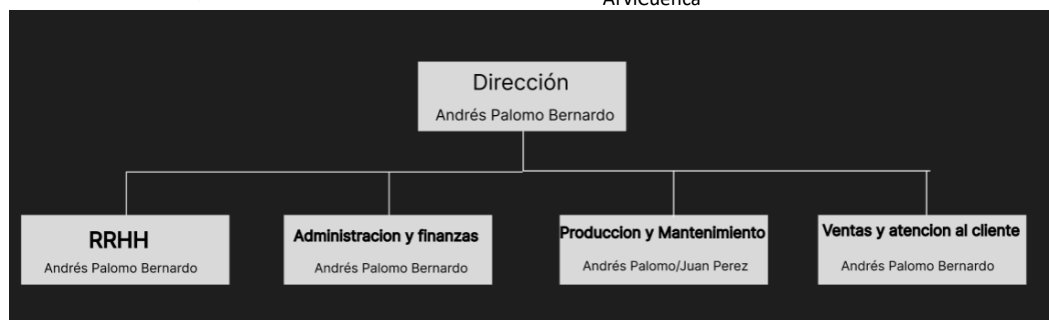 ArviCuenca
Dirección
Andrés Palomo Bernardo
RRHH
Andrés Palomo Bernardo
Administracion y finanzas
Andrés Palomo Bernardo
Produccion y Mantenimiento
Andrés Palomo/Juan Perez
Ventas y atencion al cliente
Andrés Palomo Bernardo